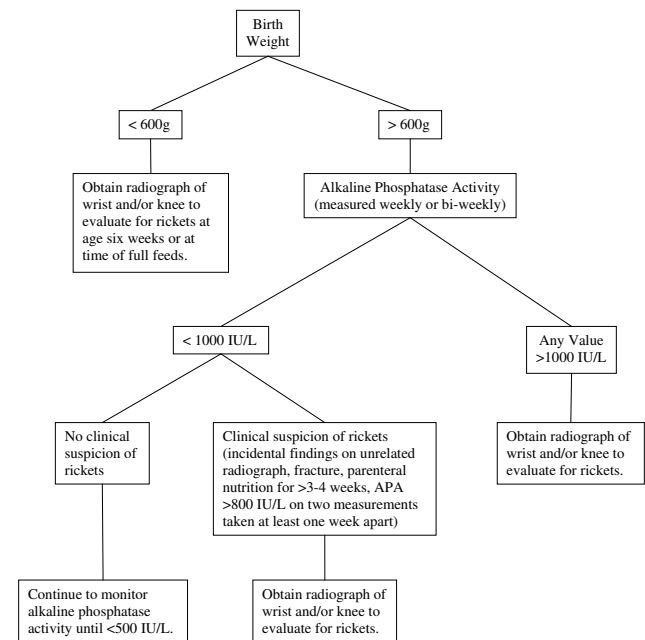 Birth
Weight
< 600g
> 600g
Obtain radiograph of
wrist and/or knee to
evaluate for rickets at
age six weeks or at
time of full feeds.
Alkaline Phosphatase Activity
(measured weekly or bi-weekly)
< 1000 IU/L
Any Value
>1000 IU/L
No clinical
suspicion of
rickets
Clinical suspicion of rickets
(incidental findings on unrelated
radiograph, fracture, parenteral
nutrition for >3-4 weeks, APA
>800 IU/L on two measurements
taken at least one week apart)
Obtain radiograph of
wrist and/or knee to
evaluate for rickets.
Continue to monitor
alkaline phosphatase
activity until <500 IU/L.
Obtain radiograph of
wrist and/or knee to
evaluate for rickets.